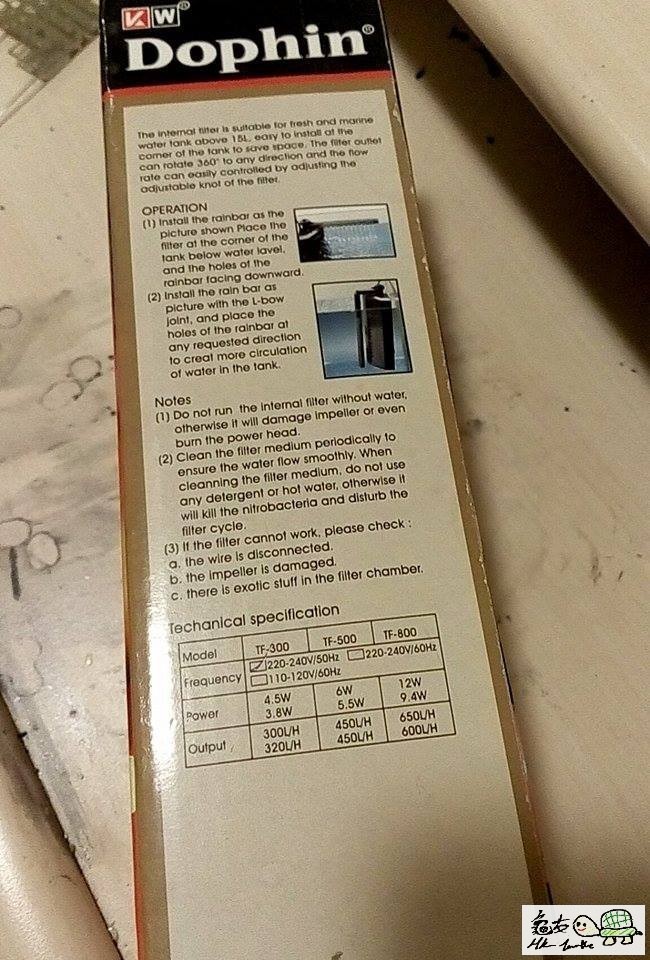 KW®
Dophin®
The internal filter is suitable for fresh and marine
water tank above 15L, easy to install at the
corner of the tank to save space. The filter outlet
can rotate 360° to any direction and the flow
rate can easily controlled by adjusting the
adjustable knot of the filter.
OPERATION
(1) Install the rainbar as the
picture shown Place the
filter at the corner of the
tank below water lavel,
and the holes of the
rainbar facing downward.
(2) Install the rain bar as
picture with the L-bow
joint, and place the
holes of the rainbar at
any requested direction
to creat more circulation
of water in the tank.
Notes
(1) Do not run the internal filter without water,
otherwise it will damage impeller or even
burn the power head.
(2) Clean the filter medium periodically to
ensure the water flow smoothly. When
cleanning the filter medium, do not use
any detergent or hot water, otherwise it
will kill the nitrobacteria and disturb the
filter cycle.
(3) If the filter cannot work, please check :
a. the wire is disconnected.
b. the impeller is damaged.
c. there is exotic stuff in the filter chamber.
Techanical specification
Model TF-300 TF-500 TF-800
Frequency 220-240V/50Hz 220-240V/60Hz
110-120V/60Hz
Power 4.5W 6W 12W
3.8W 5.5W 9.4W
Output 300L/H 450L/H 650L/H
320L/H 450L/H 600L/H
龜友